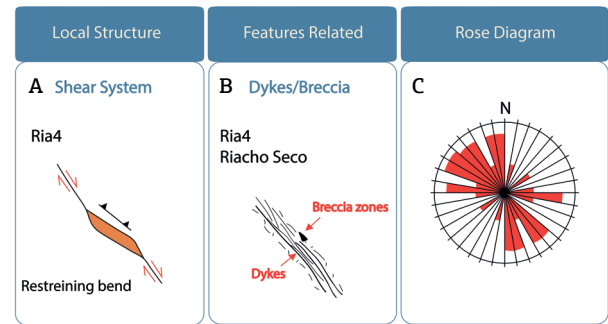 Local Structure
Features Related
Rose Diagram
A Shear System
Ria4
Restreining bend
B Dykes/Breccia
Ria4
Riacho Seco
Breccia zones
Dykes
C
N